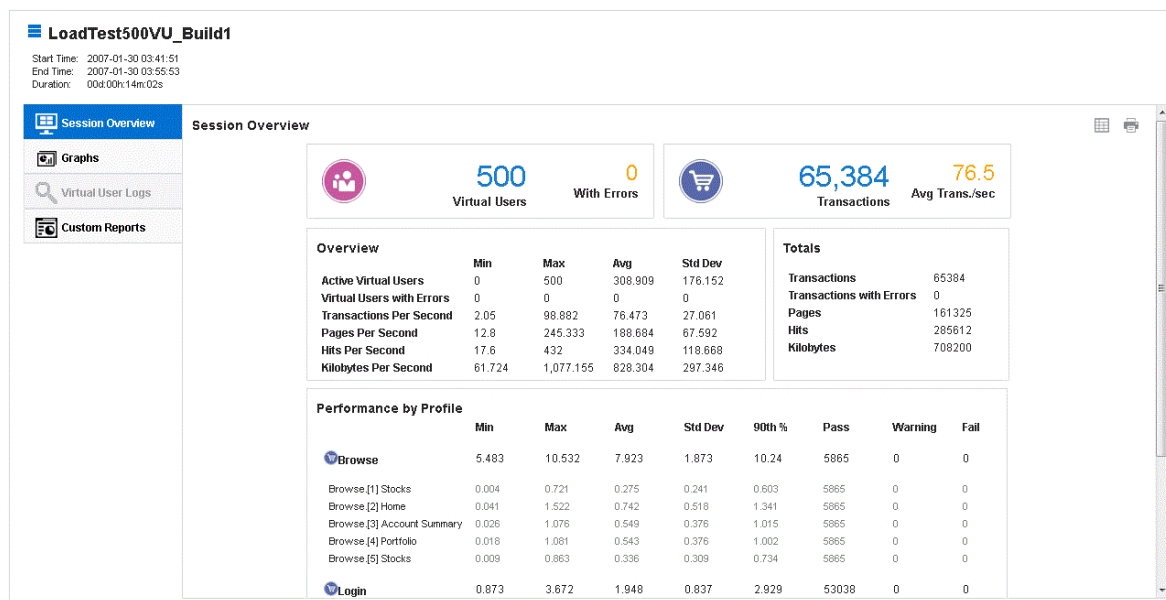 LoadTest500VU_Build1
Start Time: 2007-01-30 03:41:51
End Time: 2007-01-30 03:55:53
Duration: 00d:00h:14m:02s
Session Overview
Graphs
Virtual User Logs
Custom Reports
Session Overview
500 Virtual Users
0 With Errors
65,384 Transactions
76.5 Avg Trans./sec
Overview
Min Max Avg Std Dev
Active Virtual Users 0 500 308.909 176.152
Virtual Users with Errors 0 0 0 0
Transactions Per Second 2.05 98.882 76.473 27.061
Pages Per Second 12.8 245.333 188.684 67.592
Hits Per Second 17.6 432 334.049 118.668
Kilobytes Per Second 61.724 1,077.155 828.304 297.346
Totals
Transactions 65384
Transactions with Errors 0
Pages 161325
Hits 285612
Kilobytes 708200
Performance by Profile
Min Max Avg Std Dev 90th % Pass Warning Fail
Browse 5.483 10.532 7.923 1.873 10.24 5865 0 0
Browse.[1] Stocks 0.004 0.721 0.275 0.241 0.603 5865 0 0
Browse.[2] Home 0.041 1.522 0.742 0.518 1.341 5865 0 0
Browse.[3] Account Summary 0.026 1.076 0.549 0.376 1.015 5865 0 0
Browse.[4] Portfolio 0.018 1.081 0.543 0.376 1.002 5865 0 0
Browse.[5] Stocks 0.009 0.863 0.336 0.309 0.734 5865 0 0
Login 0.873 3.672 1.948 0.837 2.929 53038 0 0